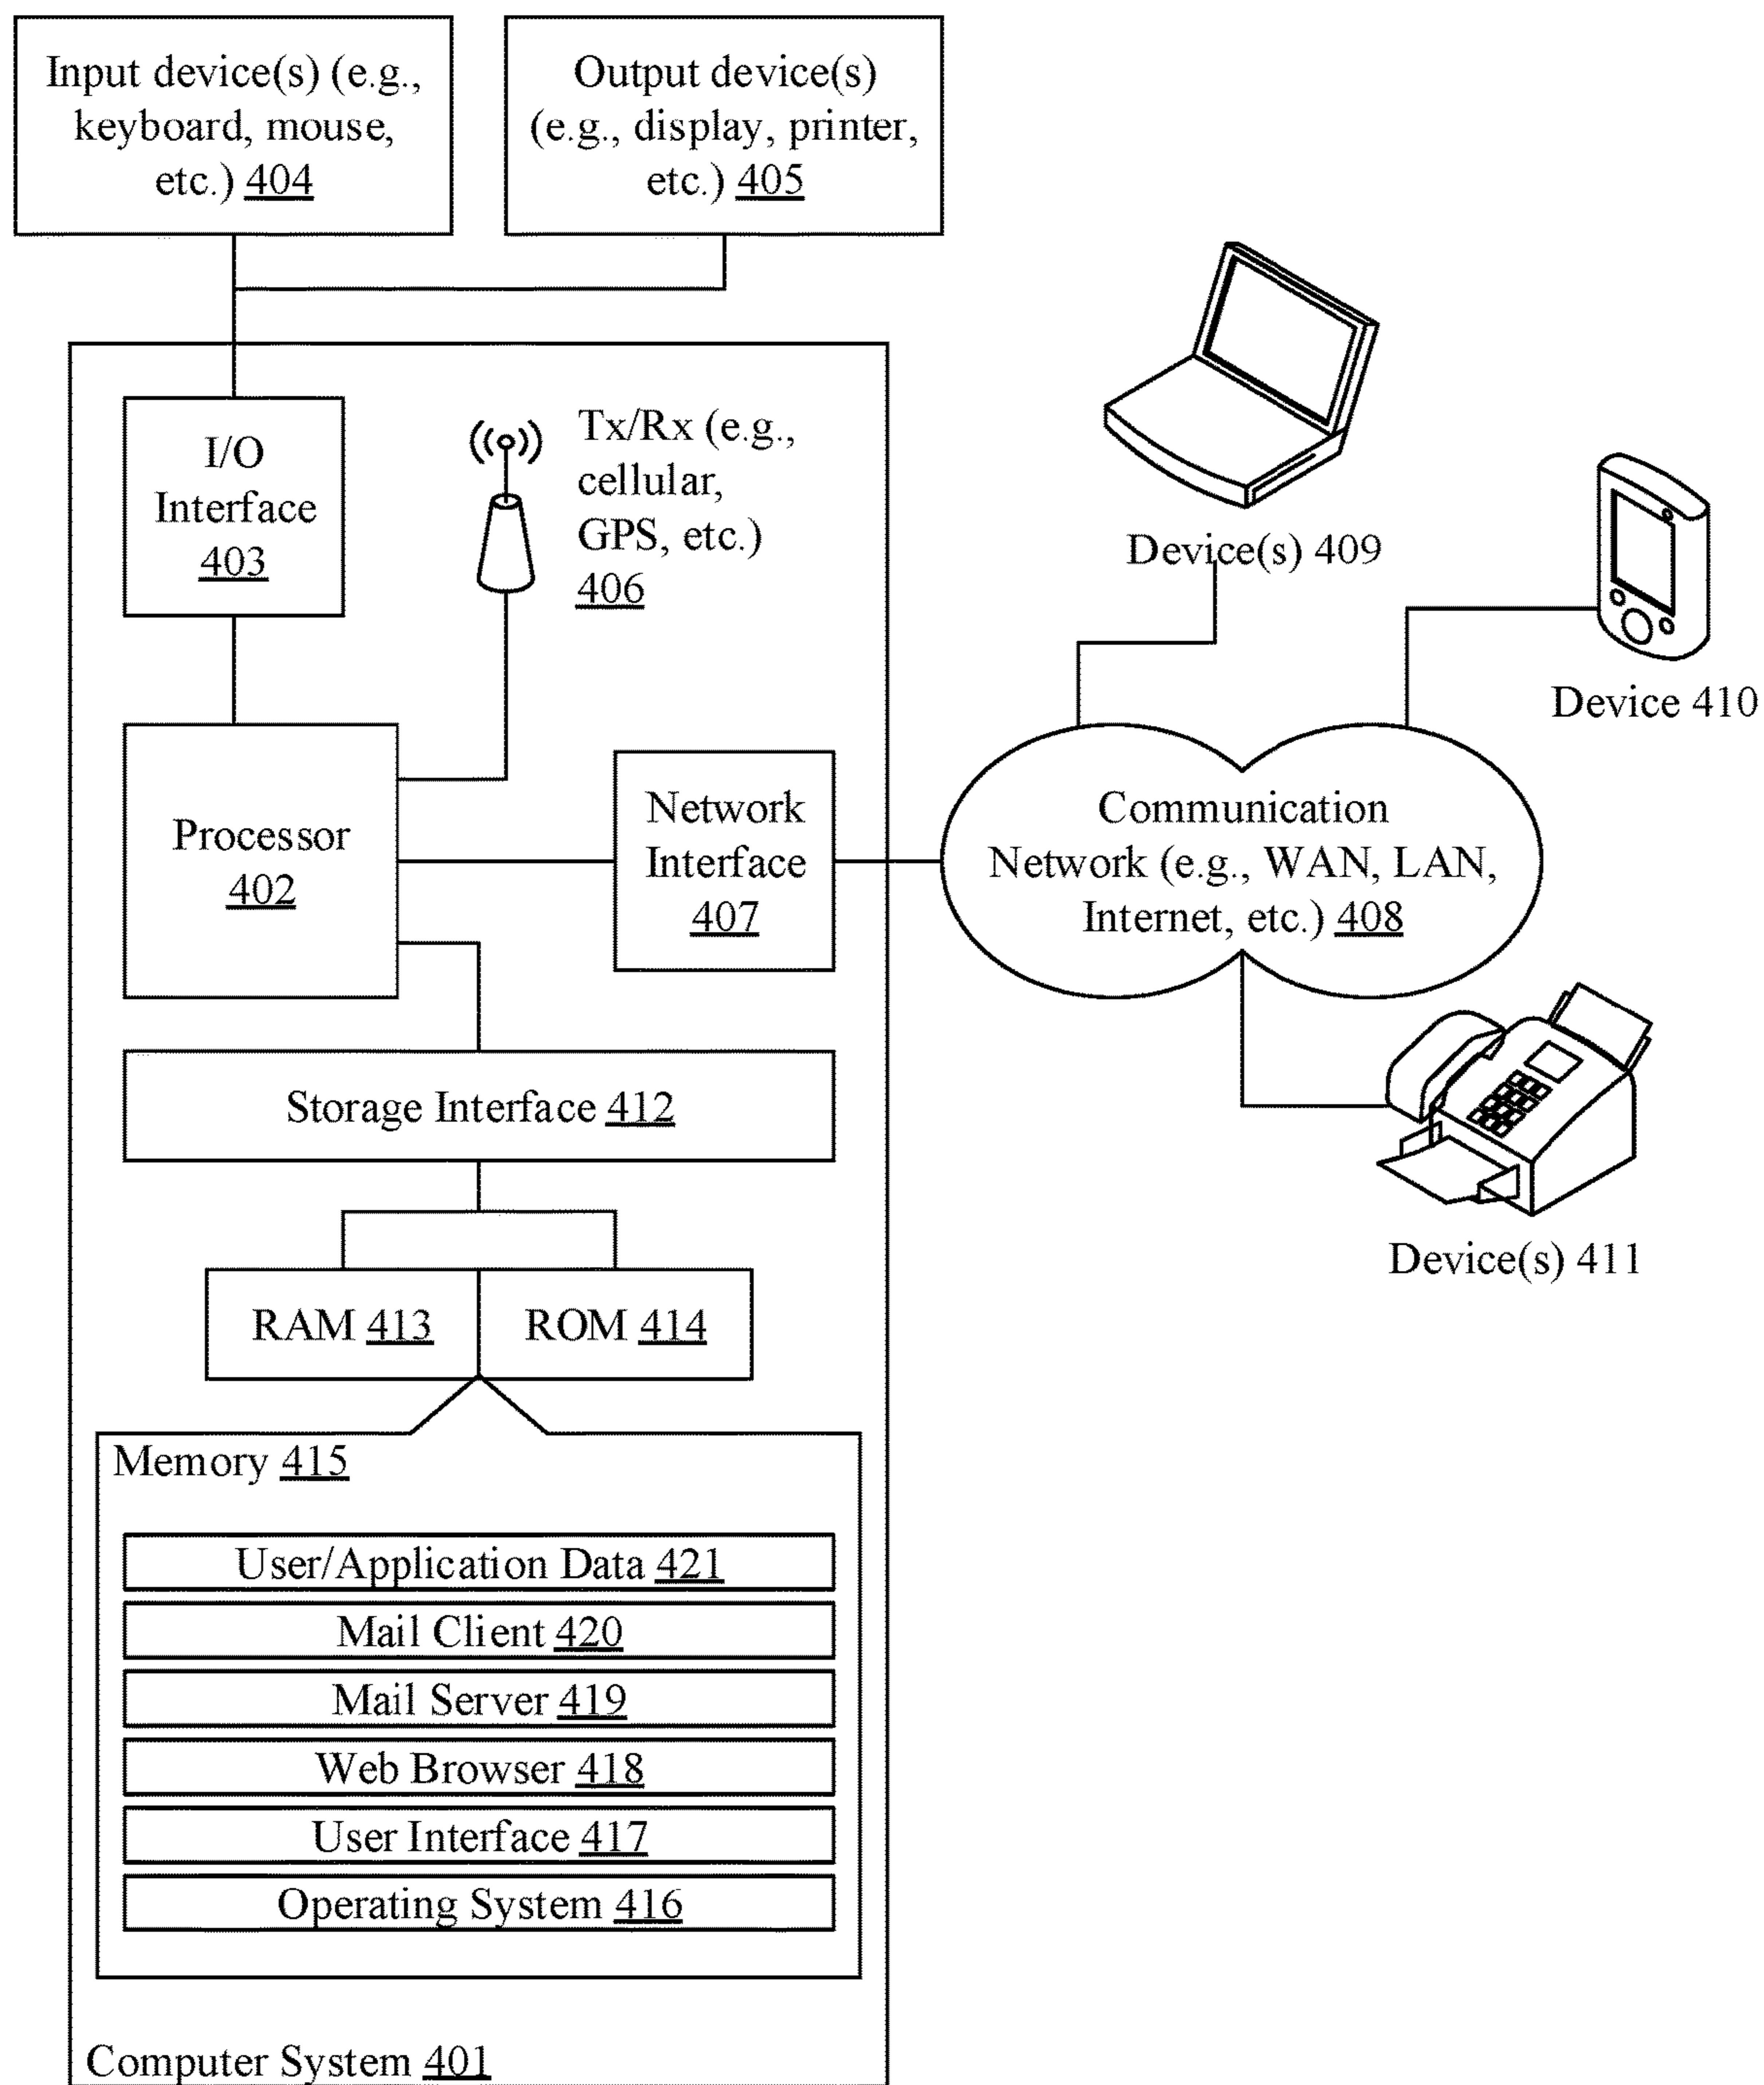 Input device(s) (e.g.,
keyboard, mouse,
etc.) 404
Output device(s)
(e.g., display, printer,
etc.) 405
I/O
Interface
403
Tx/Rx (e.g.,
cellular,
GPS, etc.)
406
Device(s) 409
Device 410
Processor
402
Network
Interface
407
Communication
Network (e.g., WAN, LAN,
Internet, etc.) 408
Storage Interface 412
Device(s) 411
RAM 413
ROM 414
Memory 415
User/Application Data 421
Mail Client 420
Mail Server 419
Web Browser 418
User Interface 417
Operating System 416
Computer System 401